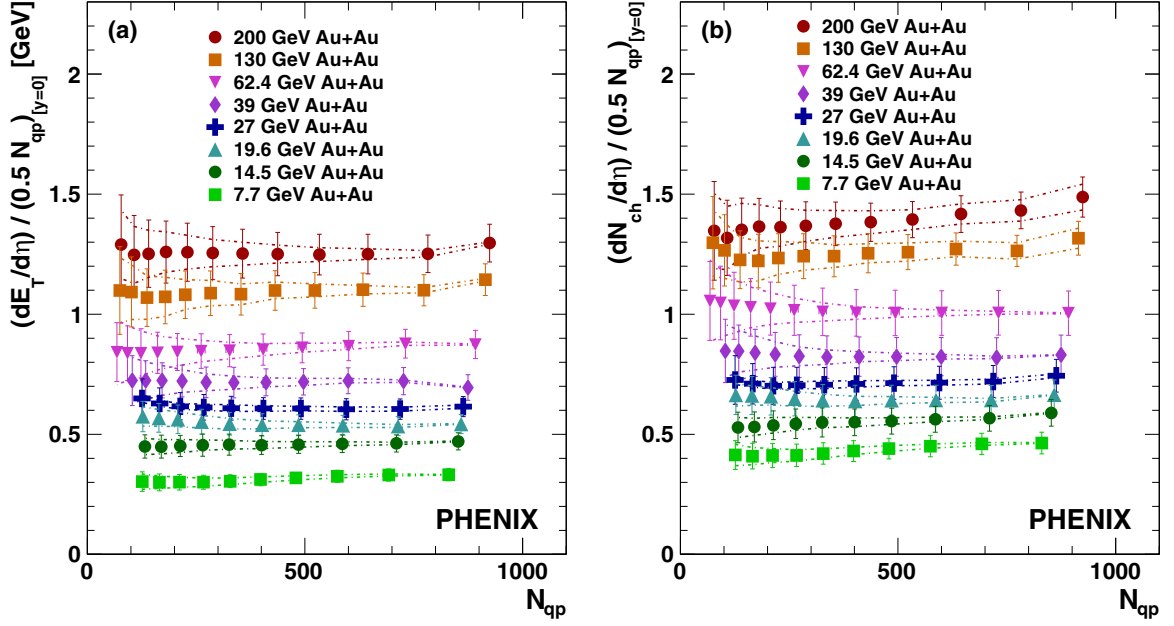 (a)
200 GeV Au+Au
130 GeV Au+Au
62.4 GeV Au+Au
39 GeV Au+Au
27 GeV Au+Au
19.6 GeV Au+Au
14.5 GeV Au+Au
7.7 GeV Au+Au
(dE_T/dη) / (0.5 N_qp)_[y=0] [GeV]
2
1.5
1
0.5
0
PHENIX
0 500 1000
N_qp
(b)
200 GeV Au+Au
130 GeV Au+Au
62.4 GeV Au+Au
39 GeV Au+Au
27 GeV Au+Au
19.6 GeV Au+Au
14.5 GeV Au+Au
7.7 GeV Au+Au
(dN_ch/dη) / (0.5 N_qp)_[y=0]
2
1.5
1
0.5
0
PHENIX
0 500 1000
N_qp